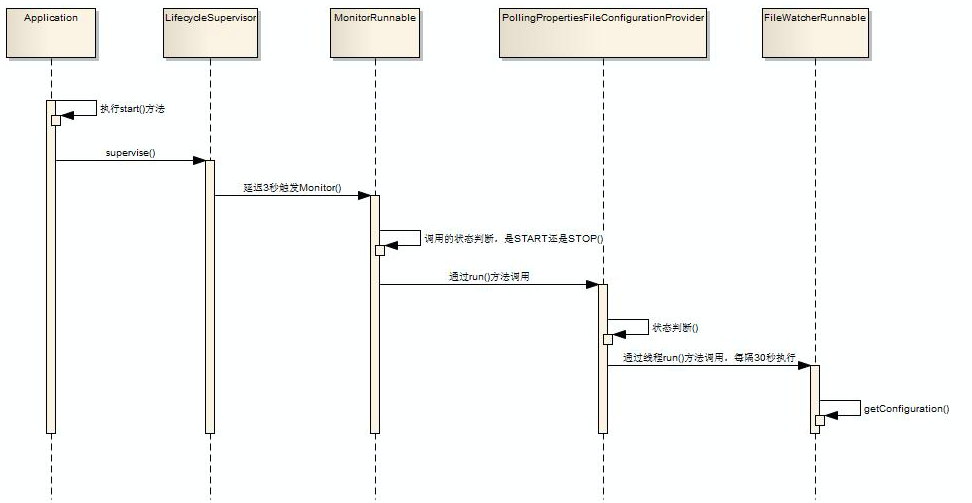 Application
LifecycleSupervisor
MonitorRunnable
PollingPropertiesFileConfigurationProvider
FileWatcherRunnable
执行start()方法
supervise()
延迟3秒触发Monitor()
调用的状态判断，是START还是STOP()
通过run()方法调用
状态判断()
通过线程run()方法调用，每隔30秒执行
getConfiguration()